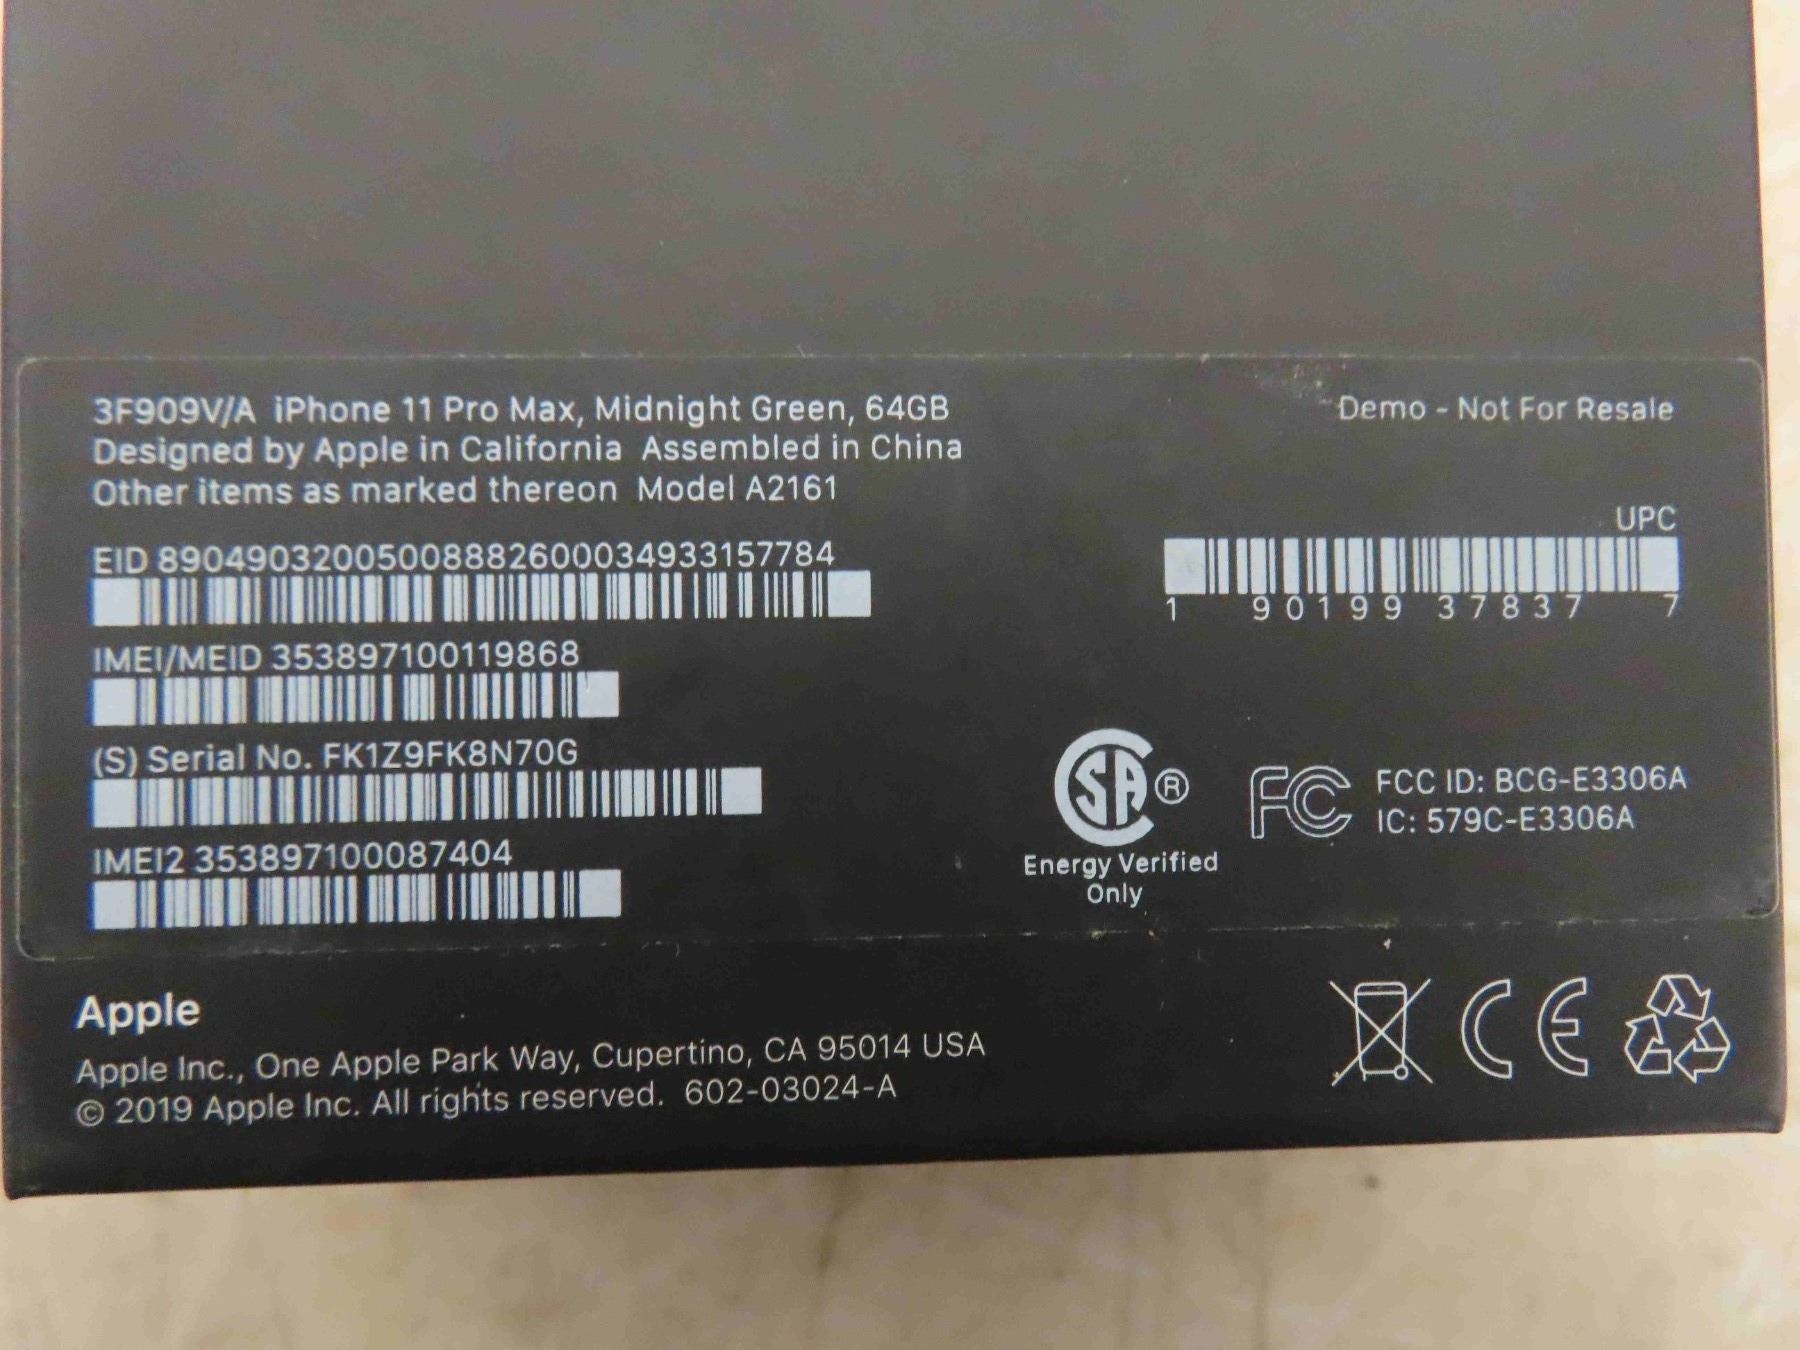 3F909V/A iPhone 11 Pro Max, Midnight Green, 64GB
Designed by Apple in California Assembled in China
Other items as marked thereon Model A2161
Demo - Not For Resale
EID 89049032005008882600034933157784
UPC
1 90199 37837 7
IMEI/MEID 353897100119868
(S) Serial No. FK1Z9FK8N70G
IMEI2 353897100087404
SA ®
Energy Verified
Only
FC
FCC ID: BCG-E3306A
IC: 579C-E3306A
Apple
Apple Inc., One Apple Park Way, Cupertino, CA 95014 USA
© 2019 Apple Inc. All rights reserved. 602-03024-A
CE